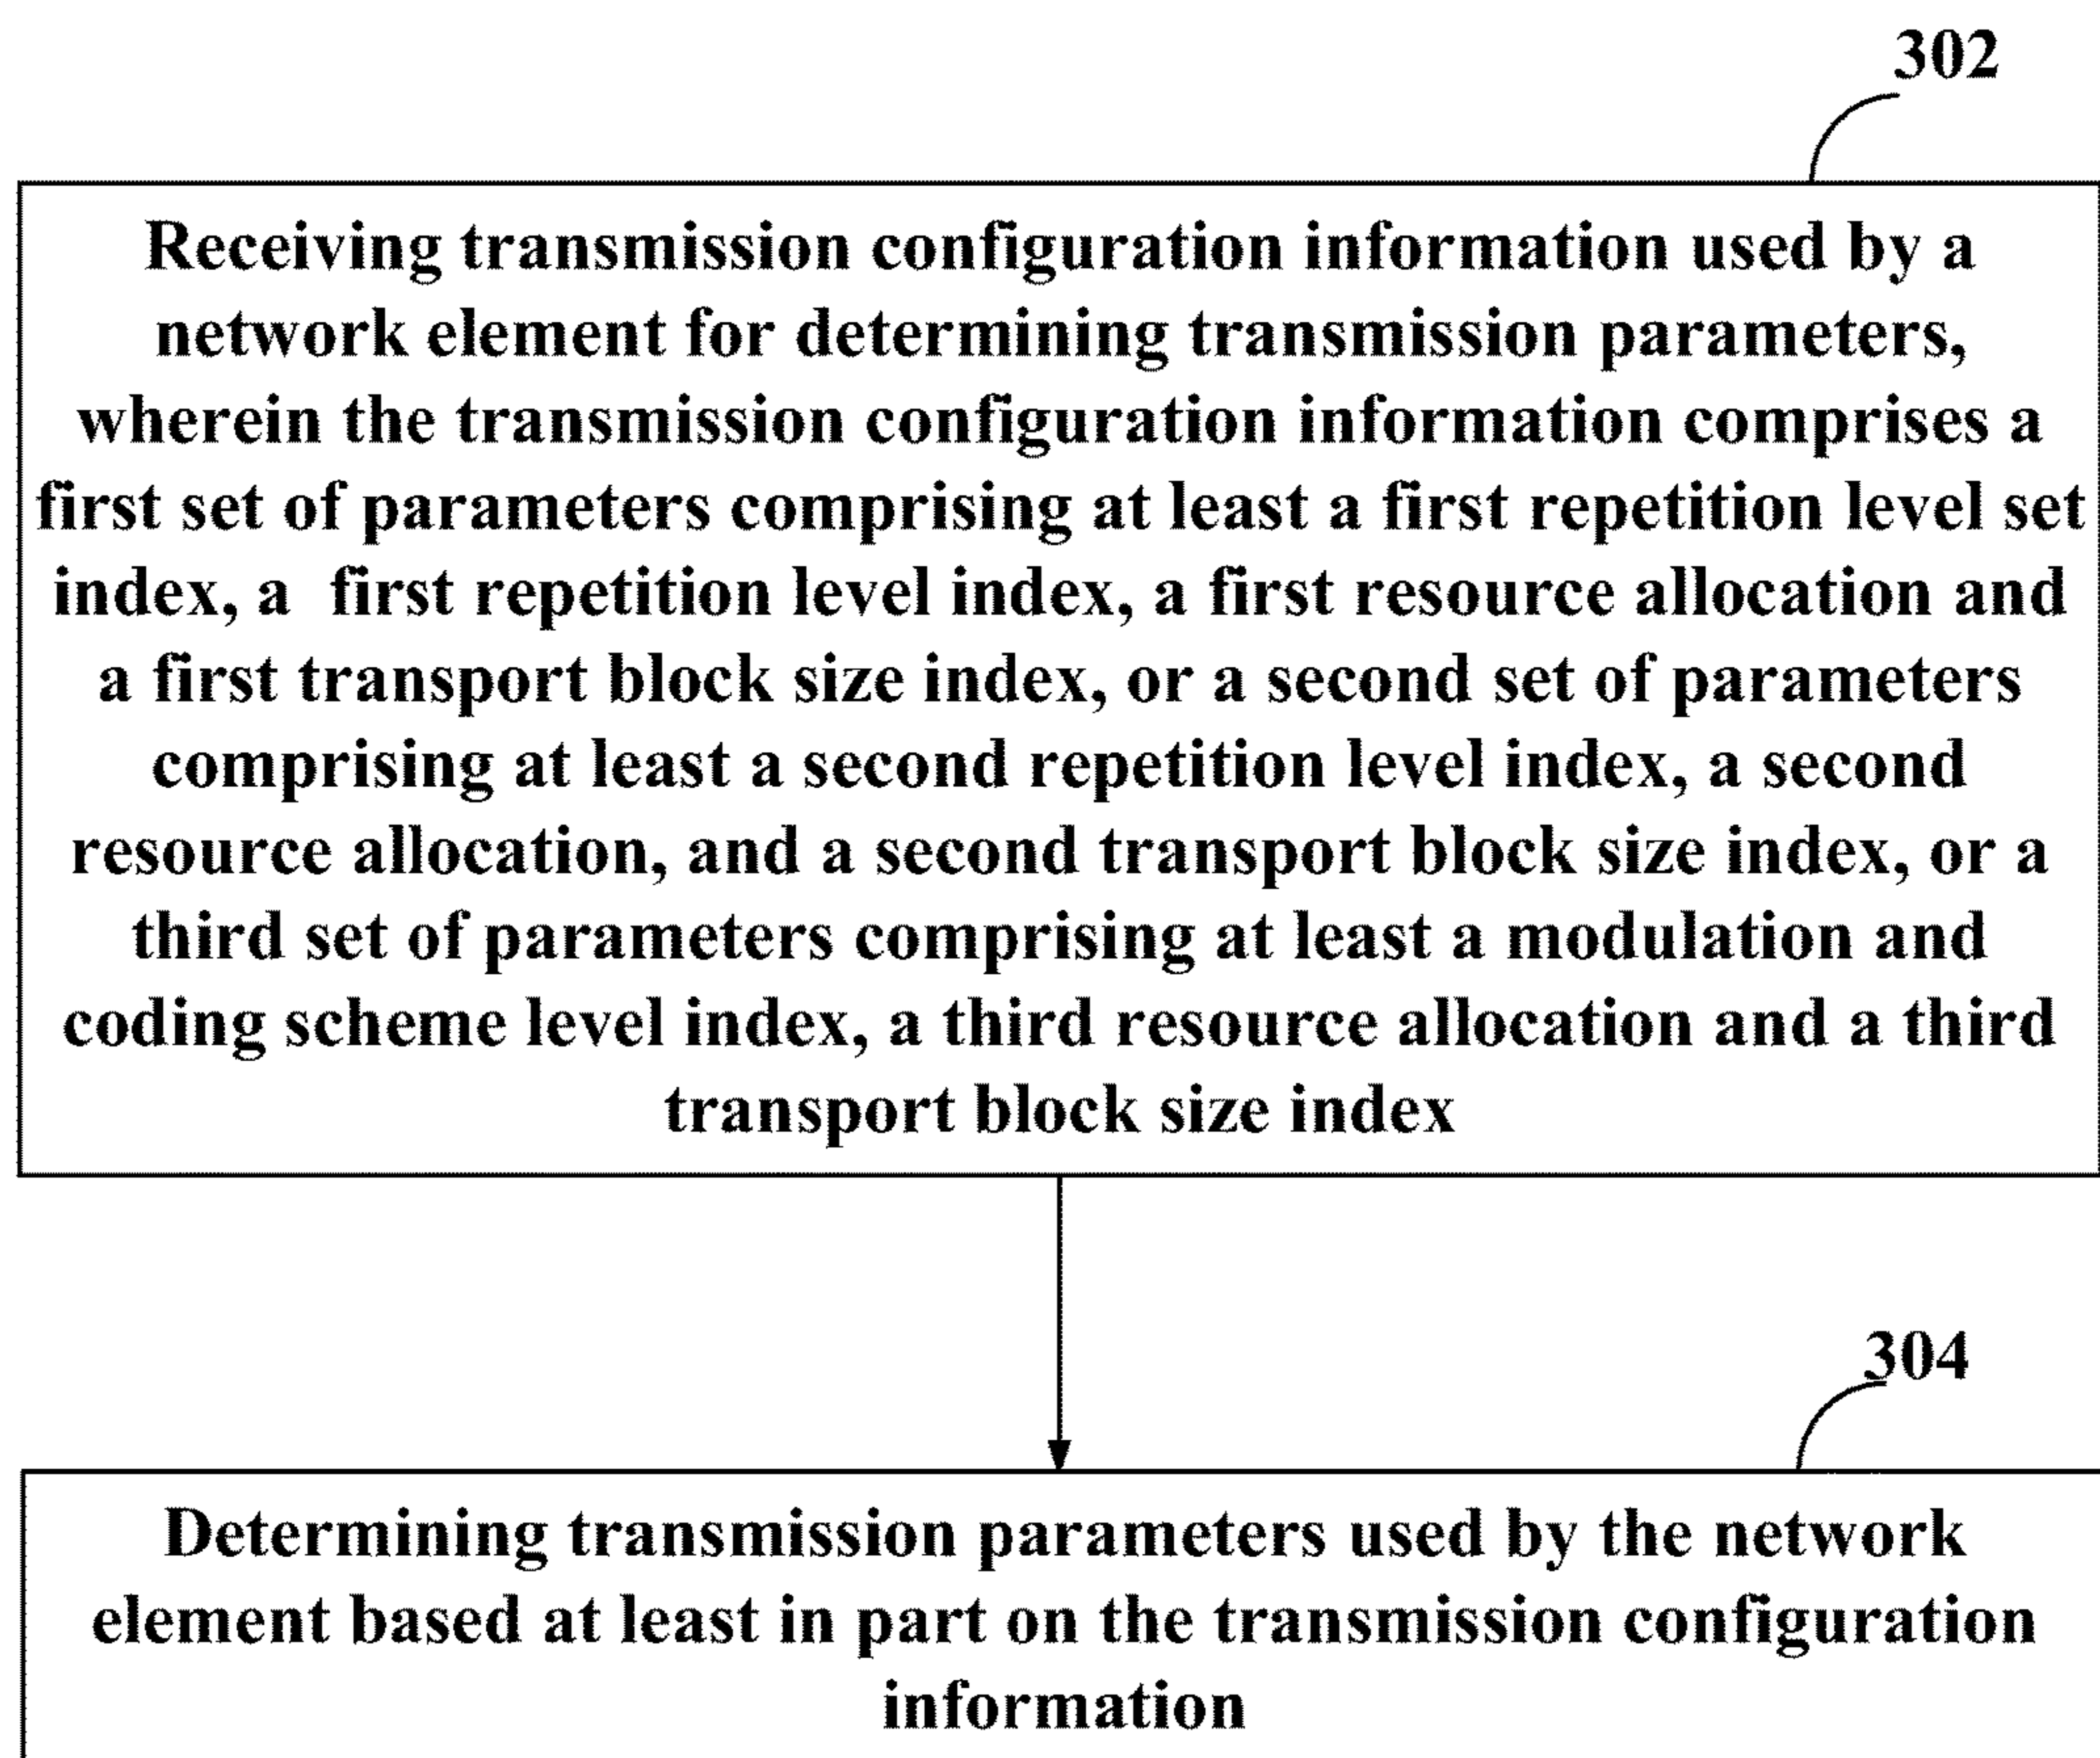 302
Receiving transmission configuration information used by a
network element for determining transmission parameters,
wherein the transmission configuration information comprises a
first set of parameters comprising at least a first repetition level set
index, a first repetition level index, a first resource allocation and
a first transport block size index, or a second set of parameters
comprising at least a second repetition level index, a second
resource allocation, and a second transport block size index, or a
third set of parameters comprising at least a modulation and
coding scheme level index, a third resource allocation and a third
transport block size index
304
Determining transmission parameters used by the network
element based at least in part on the transmission configuration
information